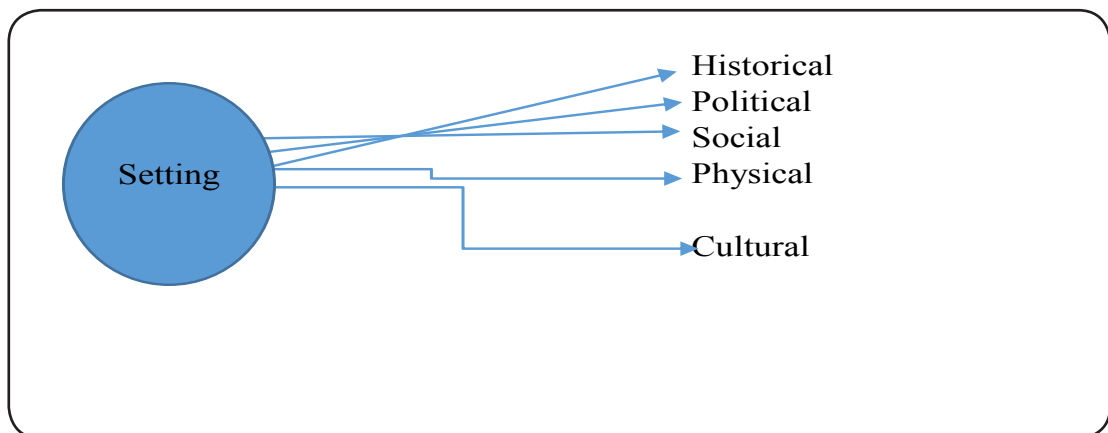 Setting
Historical
Political
Social
Physical
Cultural